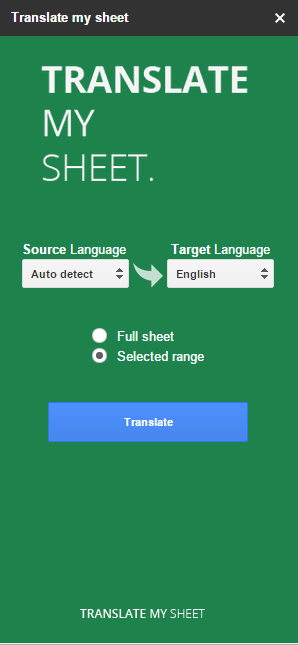 Translate my sheet ×
TRANSLATE
MY
SHEET.
Source Language Target Language
Auto detect English
Full sheet
Selected range
Translate
TRANSLATE MY SHEET